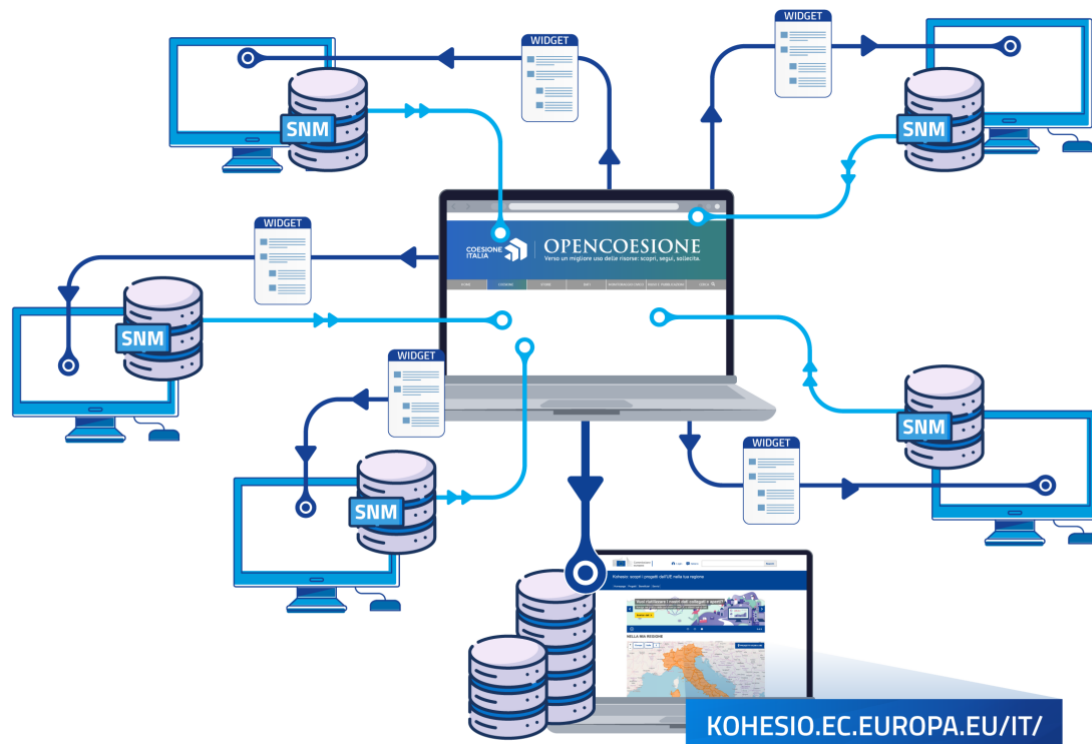 WIDGET
WIDGET
SNM
SNM
WIDGET
COESIONE
ITALIA
OPENCOESIONE
Verso un migliore uso delle risorse: scopri, segui, sollecita.
SNM
WIDGET
SNM
WIDGET
SNM
Kohesio: scopri i progetti dell'UE nella tua regione
NELLA MIA REGIONE
KOHESIO.EC.EUROPA.EU/IT/